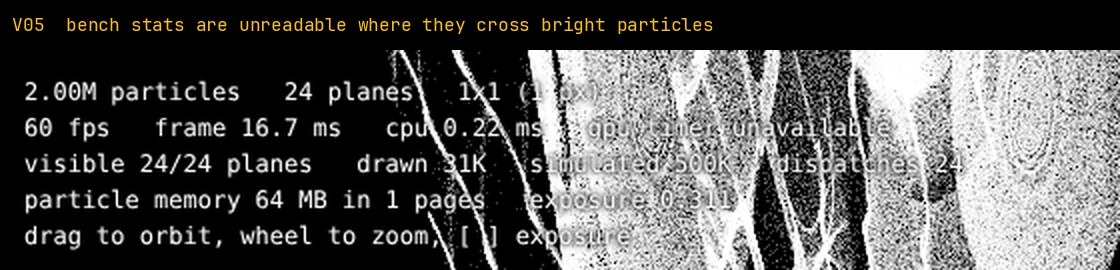 V05  bench stats are unreadable where they cross bright particles
2.00M particles   24 planes   1x1 (1 px)
60 fps   frame 16.7 ms   cpu 0.22 ms   gpu timer unavailable
visible 24/24 planes   drawn 31K   simulated 500K   dispatches 24
particle memory 64 MB in 1 pages   exposure 0.311
drag to orbit, wheel to zoom, [ ] exposure